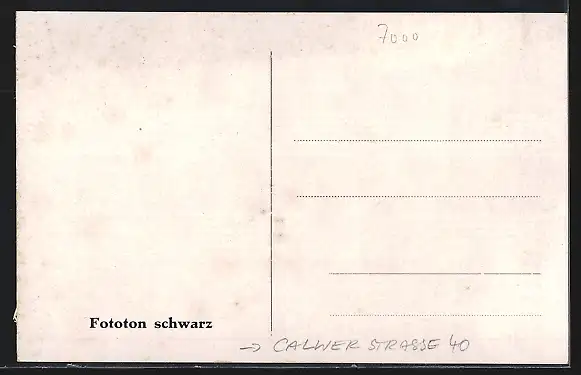 7000
Fototon schwarz
→ CALWER STRASSE 40